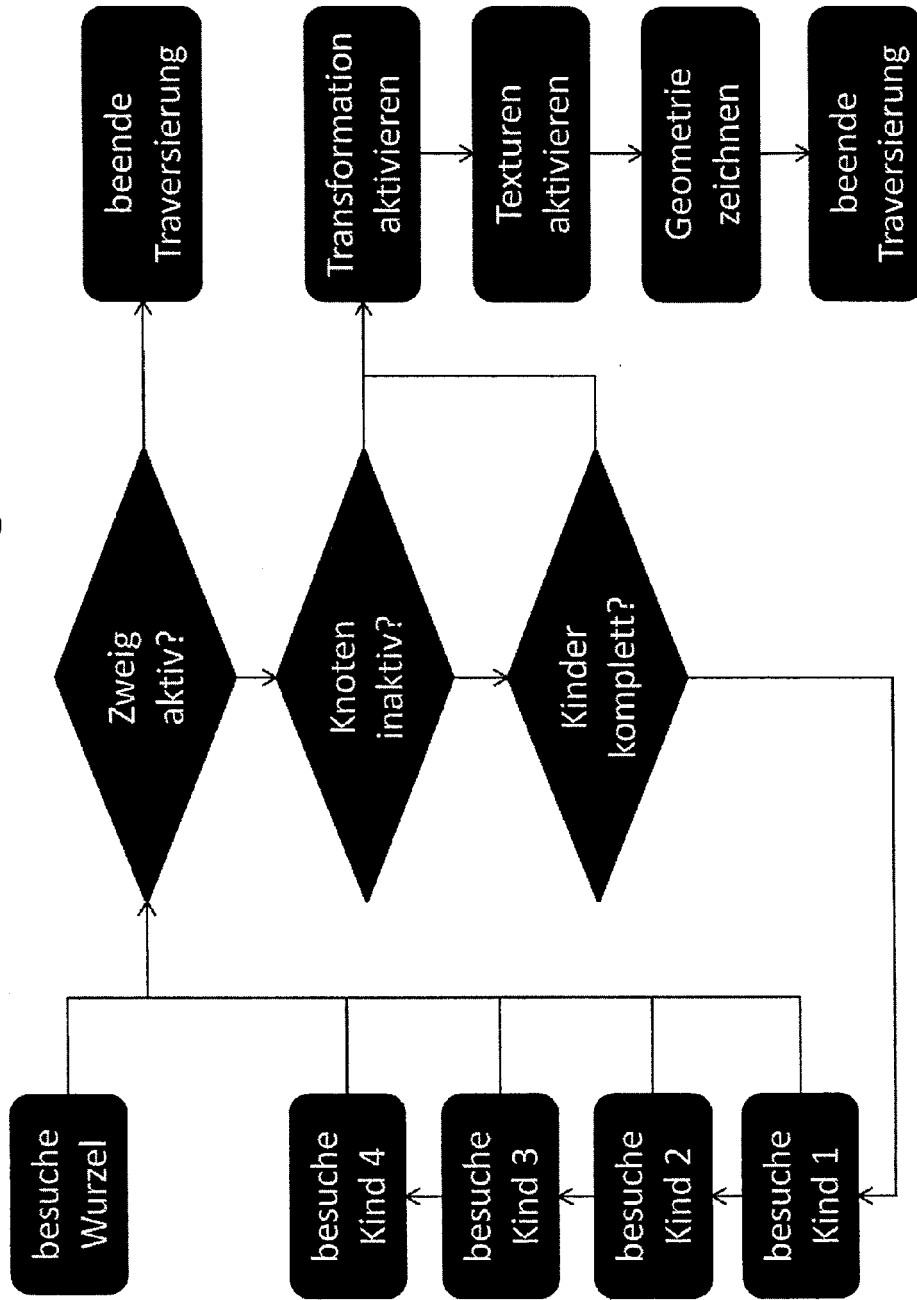 besuche
Wurzel
besuche
Kind 4
besuche
Kind 3
besuche
Kind 2
besuche
Kind 1
Zweig
aktiv?
Knoten
inaktiv?
Kinder
komplett?
beende
Traversierung
Transformation
aktivieren
Texturen
aktivieren
Geometrie
zeichnen
beende
Traversierung